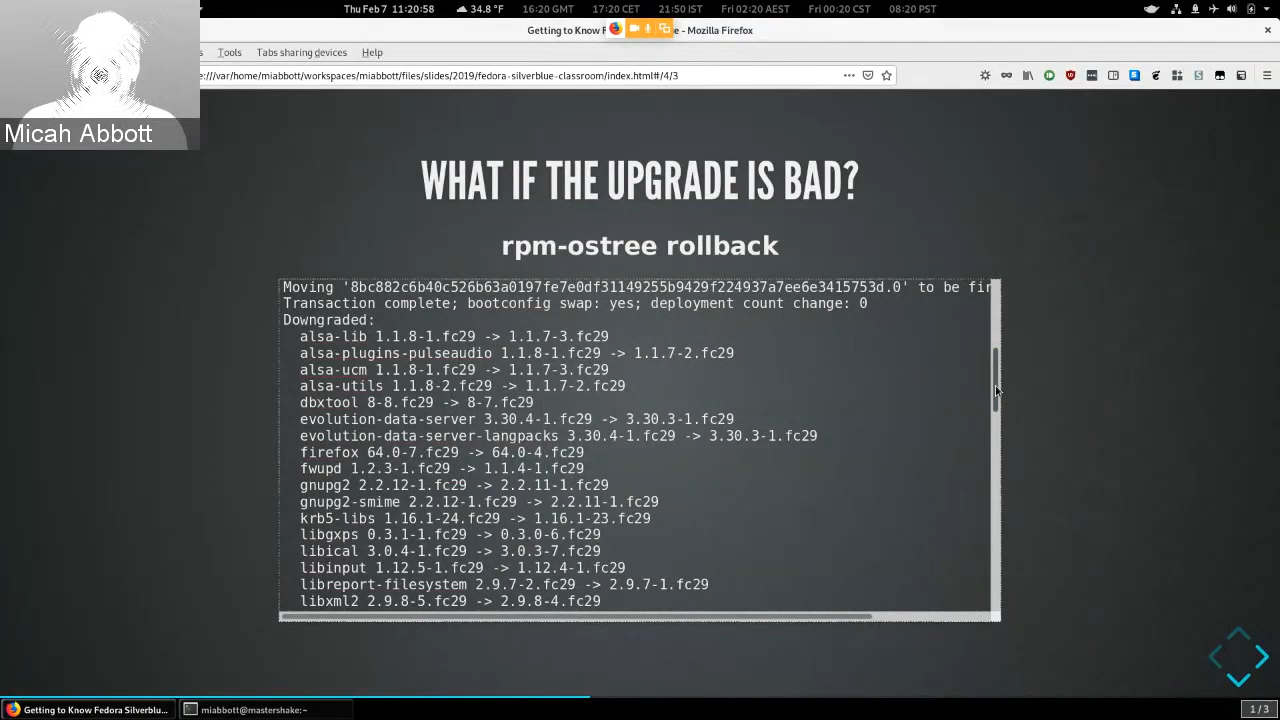 Thu Feb 7 11:20:58 34.8 °F 16:20 GMT 17:20 CET 21:50 IST Fri 02:20 AEST Fri 00:20 CST 08:20 PST
Getting to Know F e - Mozilla Firefox
Tools Tabs sharing devices Help
:///var/home/miabbott/workspaces/miabbott/files/slides/2019/fedora-silverblue-classroom/index.html#/4/3
Micah Abbott
WHAT IF THE UPGRADE IS BAD?
rpm-ostree rollback
Moving '8bc882c6b40c526b63a0197fe7e0df31149255b9429f224937a7ee6e3415753d.0' to be fir
Transaction complete; bootconfig swap: yes; deployment count change: 0
Downgraded:
alsa-lib 1.1.8-1.fc29 -> 1.1.7-3.fc29
alsa-plugins-pulseaudio 1.1.8-1.fc29 -> 1.1.7-2.fc29
alsa-ucm 1.1.8-1.fc29 -> 1.1.7-3.fc29
alsa-utils 1.1.8-2.fc29 -> 1.1.7-2.fc29
dbxtool 8-8.fc29 -> 8-7.fc29
evolution-data-server 3.30.4-1.fc29 -> 3.30.3-1.fc29
evolution-data-server-langpacks 3.30.4-1.fc29 -> 3.30.3-1.fc29
firefox 64.0-7.fc29 -> 64.0-4.fc29
fwupd 1.2.3-1.fc29 -> 1.1.4-1.fc29
gnupg2 2.2.12-1.fc29 -> 2.2.11-1.fc29
gnupg2-smime 2.2.12-1.fc29 -> 2.2.11-1.fc29
krb5-libs 1.16.1-24.fc29 -> 1.16.1-23.fc29
libgxps 0.3.1-1.fc29 -> 0.3.0-6.fc29
libical 3.0.4-1.fc29 -> 3.0.3-7.fc29
libinput 1.12.5-1.fc29 -> 1.12.4-1.fc29
libreport-filesystem 2.9.7-2.fc29 -> 2.9.7-1.fc29
libxml2 2.9.8-5.fc29 -> 2.9.8-4.fc29
Getting to Know Fedora Silverblu... miabbott@mastershake:~ 1 / 3